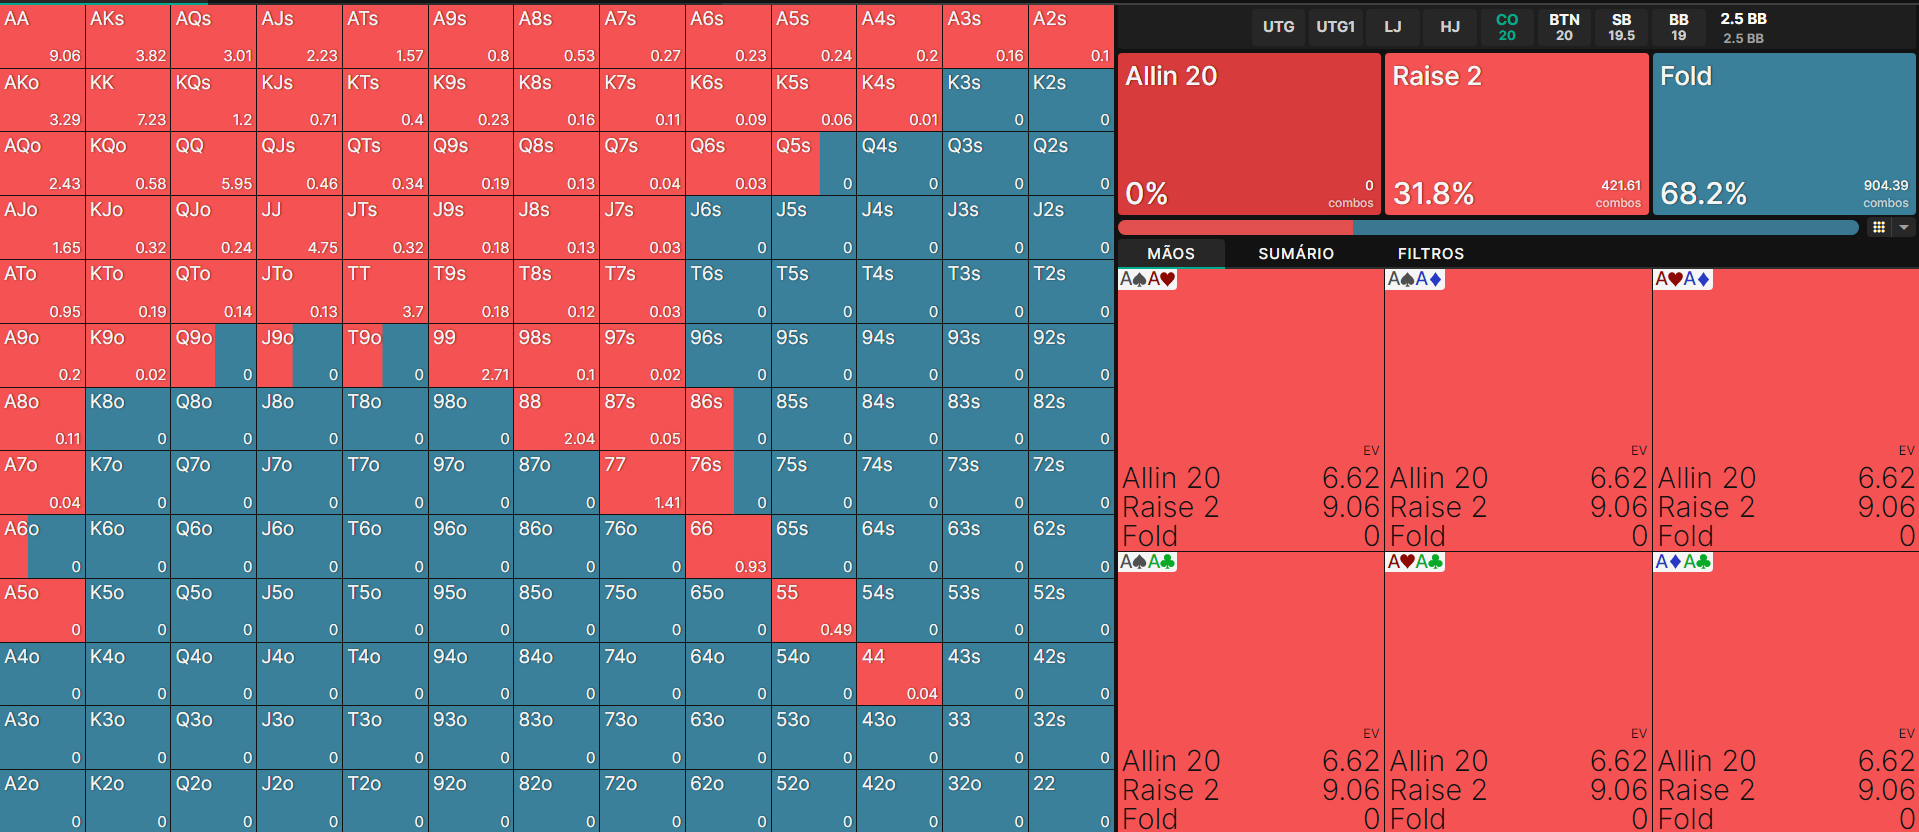 AA AKs AQs AJs ATs A9s A8s A7s A6s A5s A4s A3s A2s
9.06 3.82 3.01 2.23 1.57 0.8 0.53 0.27 0.23 0.24 0.2 0.16 0.1
AKo KK KQs KJs KTs K9s K8s K7s K6s K5s K4s K3s K2s
3.29 7.23 1.2 0.71 0.4 0.23 0.16 0.11 0.09 0.06 0.01 0 0
AQo KQo QQ QJs QTs Q9s Q8s Q7s Q6s Q5s Q4s Q3s Q2s
2.43 0.58 5.95 0.46 0.34 0.19 0.13 0.04 0.03 0 0 0 0
AJo KJo QJo JJ JTs J9s J8s J7s J6s J5s J4s J3s J2s
1.65 0.32 0.24 4.75 0.32 0.18 0.13 0.03 0 0 0 0 0
ATo KTo QTo JTo TT T9s T8s T7s T6s T5s T4s T3s T2s
0.95 0.19 0.14 0.13 3.7 0.18 0.12 0.03 0 0 0 0 0
A9o K9o Q9o J9o T9o 99 98s 97s 96s 95s 94s 93s 92s
0.2 0.02 0 0 0 2.71 0.1 0.02 0 0 0 0 0
A8o K8o Q8o J8o T8o 98o 88 87s 86s 85s 84s 83s 82s
0.11 0 0 0 0 0 2.04 0.05 0 0 0 0 0
A7o K7o Q7o J7o T7o 97o 87o 77 76s 75s 74s 73s 72s
0.04 0 0 0 0 0 0 1.41 0 0 0 0 0
A6o K6o Q6o J6o T6o 96o 86o 76o 66 65s 64s 63s 62s
0 0 0 0 0 0 0 0 0.93 0 0 0 0
A5o K5o Q5o J5o T5o 95o 85o 75o 65o 55 54s 53s 52s
0 0 0 0 0 0 0 0 0 0.49 0 0 0
A4o K4o Q4o J4o T4o 94o 84o 74o 64o 54o 44 43s 42s
0 0 0 0 0 0 0 0 0 0 0.04 0 0
A3o K3o Q3o J3o T3o 93o 83o 73o 63o 53o 43o 33 32s
0 0 0 0 0 0 0 0 0 0 0 0 0
A2o K2o Q2o J2o T2o 92o 82o 72o 62o 52o 42o 32o 22
0 0 0 0 0 0 0 0 0 0 0 0 0
UTG UTG1 LJ HJ CO BTN SB BB 2.5 BB
20 20 19.5 19 2.5 BB
Allin 20 Raise 2 Fold
0 421.61 904.39
0% combos 31.8% combos 68.2% combos
MÃOS SUMÁRIO FILTROS
A♠A♥ A♠A♦ A♥A♦
EV EV EV
Allin 20 6.62 Allin 20 6.62 Allin 20 6.62
Raise 2 9.06 Raise 2 9.06 Raise 2 9.06
Fold 0 Fold 0 Fold 0
A♠A♣ A♥A♣ A♦A♣
EV EV EV
Allin 20 6.62 Allin 20 6.62 Allin 20 6.62
Raise 2 9.06 Raise 2 9.06 Raise 2 9.06
Fold 0 Fold 0 Fold 0